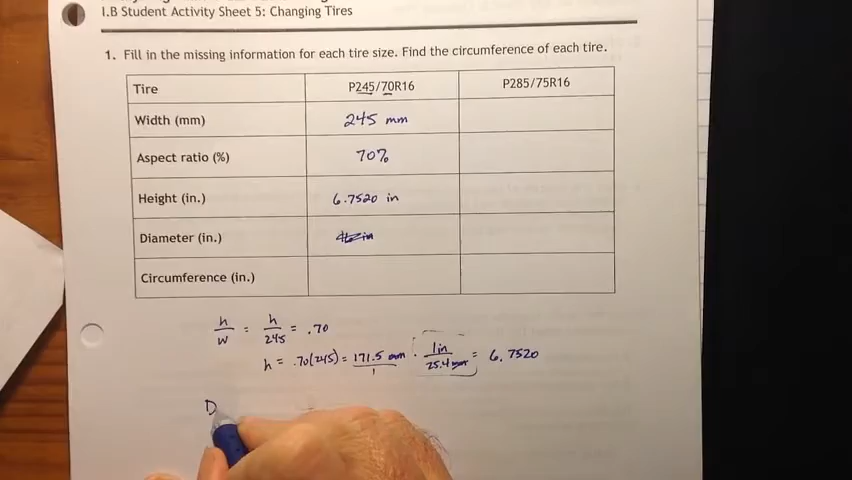 I.B Student Activity Sheet 5: Changing Tires
1. Fill in the missing information for each tire size. Find the circumference of each tire.
Tire P245/70R16 P285/75R16
Width (mm) 245 mm
Aspect ratio (%) 70%
Height (in.) 6.7520 in
Diameter (in.)
Circumference (in.)
h/w = h/245 = .70
h = .70(245) = 171.5 mm/1 · 1in/25.4mm = 6.7520
D